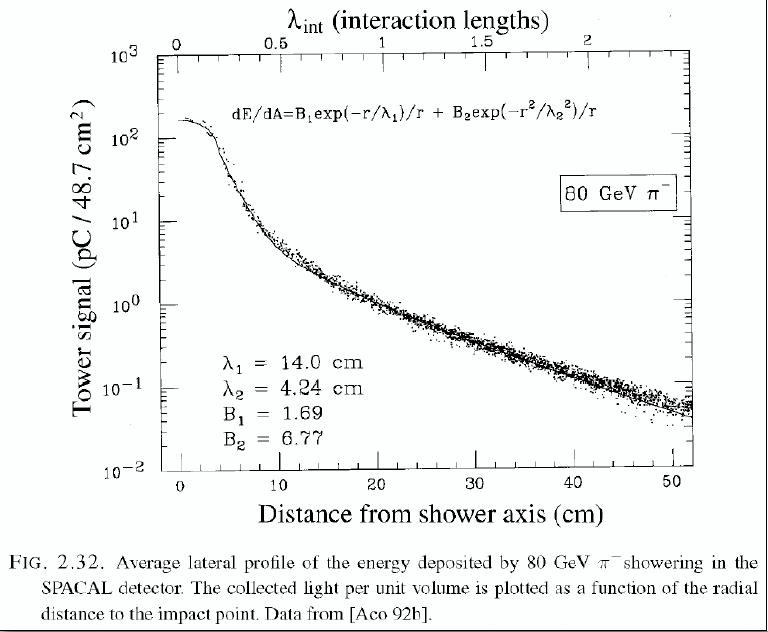 λint (interaction lengths)
0 0.5 1 1.5 2
10³
10²
10¹
10⁰
10⁻¹
10⁻²
Tower signal (pC / 48.7 cm²)
dE/dA=B₁exp(−r/λ₁)/r + B₂exp(−r²/λ₂²)/r
80 GeV π⁻
λ₁ = 14.0 cm
λ₂ = 4.24 cm
B₁ = 1.69
B₂ = 6.77
0 10 20 30 40 50
Distance from shower axis (cm)
FIG. 2.32. Average lateral profile of the energy deposited by 80 GeV π⁻ showering in the
SPACAL detector. The collected light per unit volume is plotted as a function of the radial
distance to the impact point. Data from [Aco 92b].